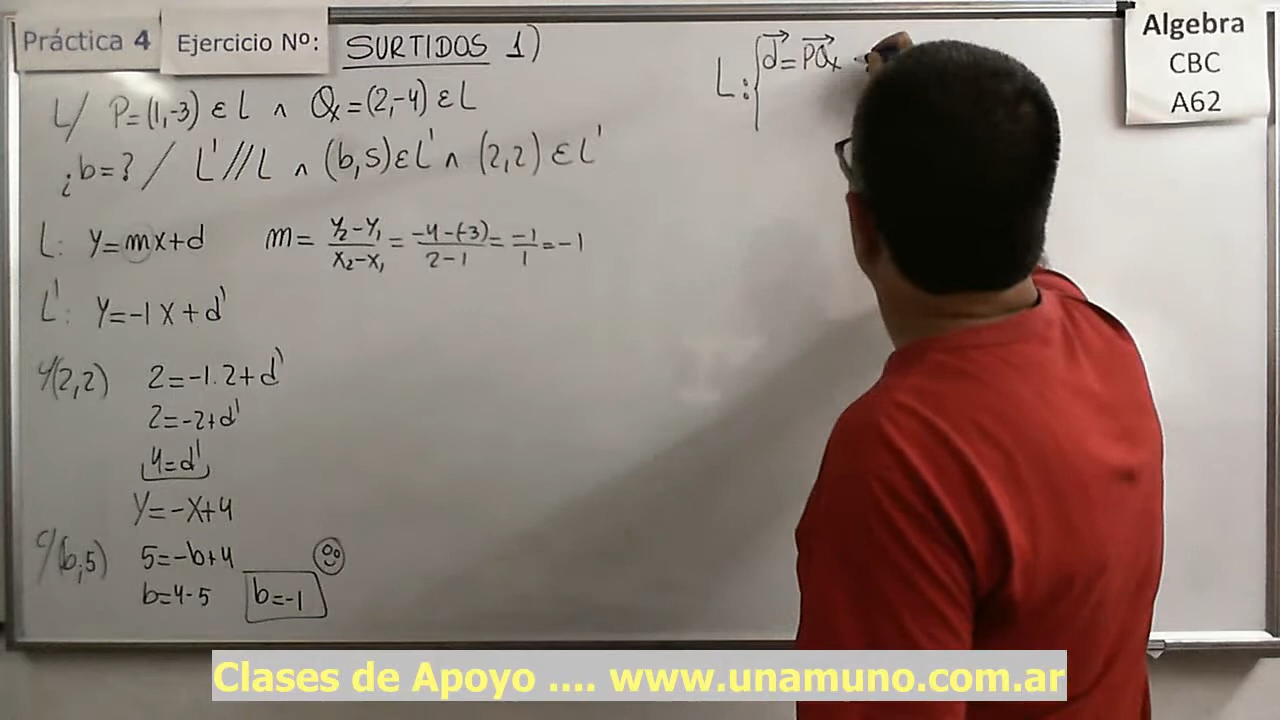 Práctica 4
Ejercicio Nº:
SURTIDOS 1)
Algebra
CBC
A62
L/ P=(1,-3) ε L ∧ Q=(2,-4) ε L
¿b=? / L' // L ∧ (b,5) ε L' ∧ (2,2) ε L'
L: y=mx+d m= y₂-y₁/x₂-x₁ = -4-(-3)/2-1 = -1/1 = -1
L': y=-1x+d'
c/(2,2) 2=-1.2+d'
2=-2+d'
4=d'
y=-x+4
c/(b,5) 5=-b+4
b=4-5 b=-1
L: { d⃗=PQ⃗
Clases de Apoyo .... www.unamuno.com.ar